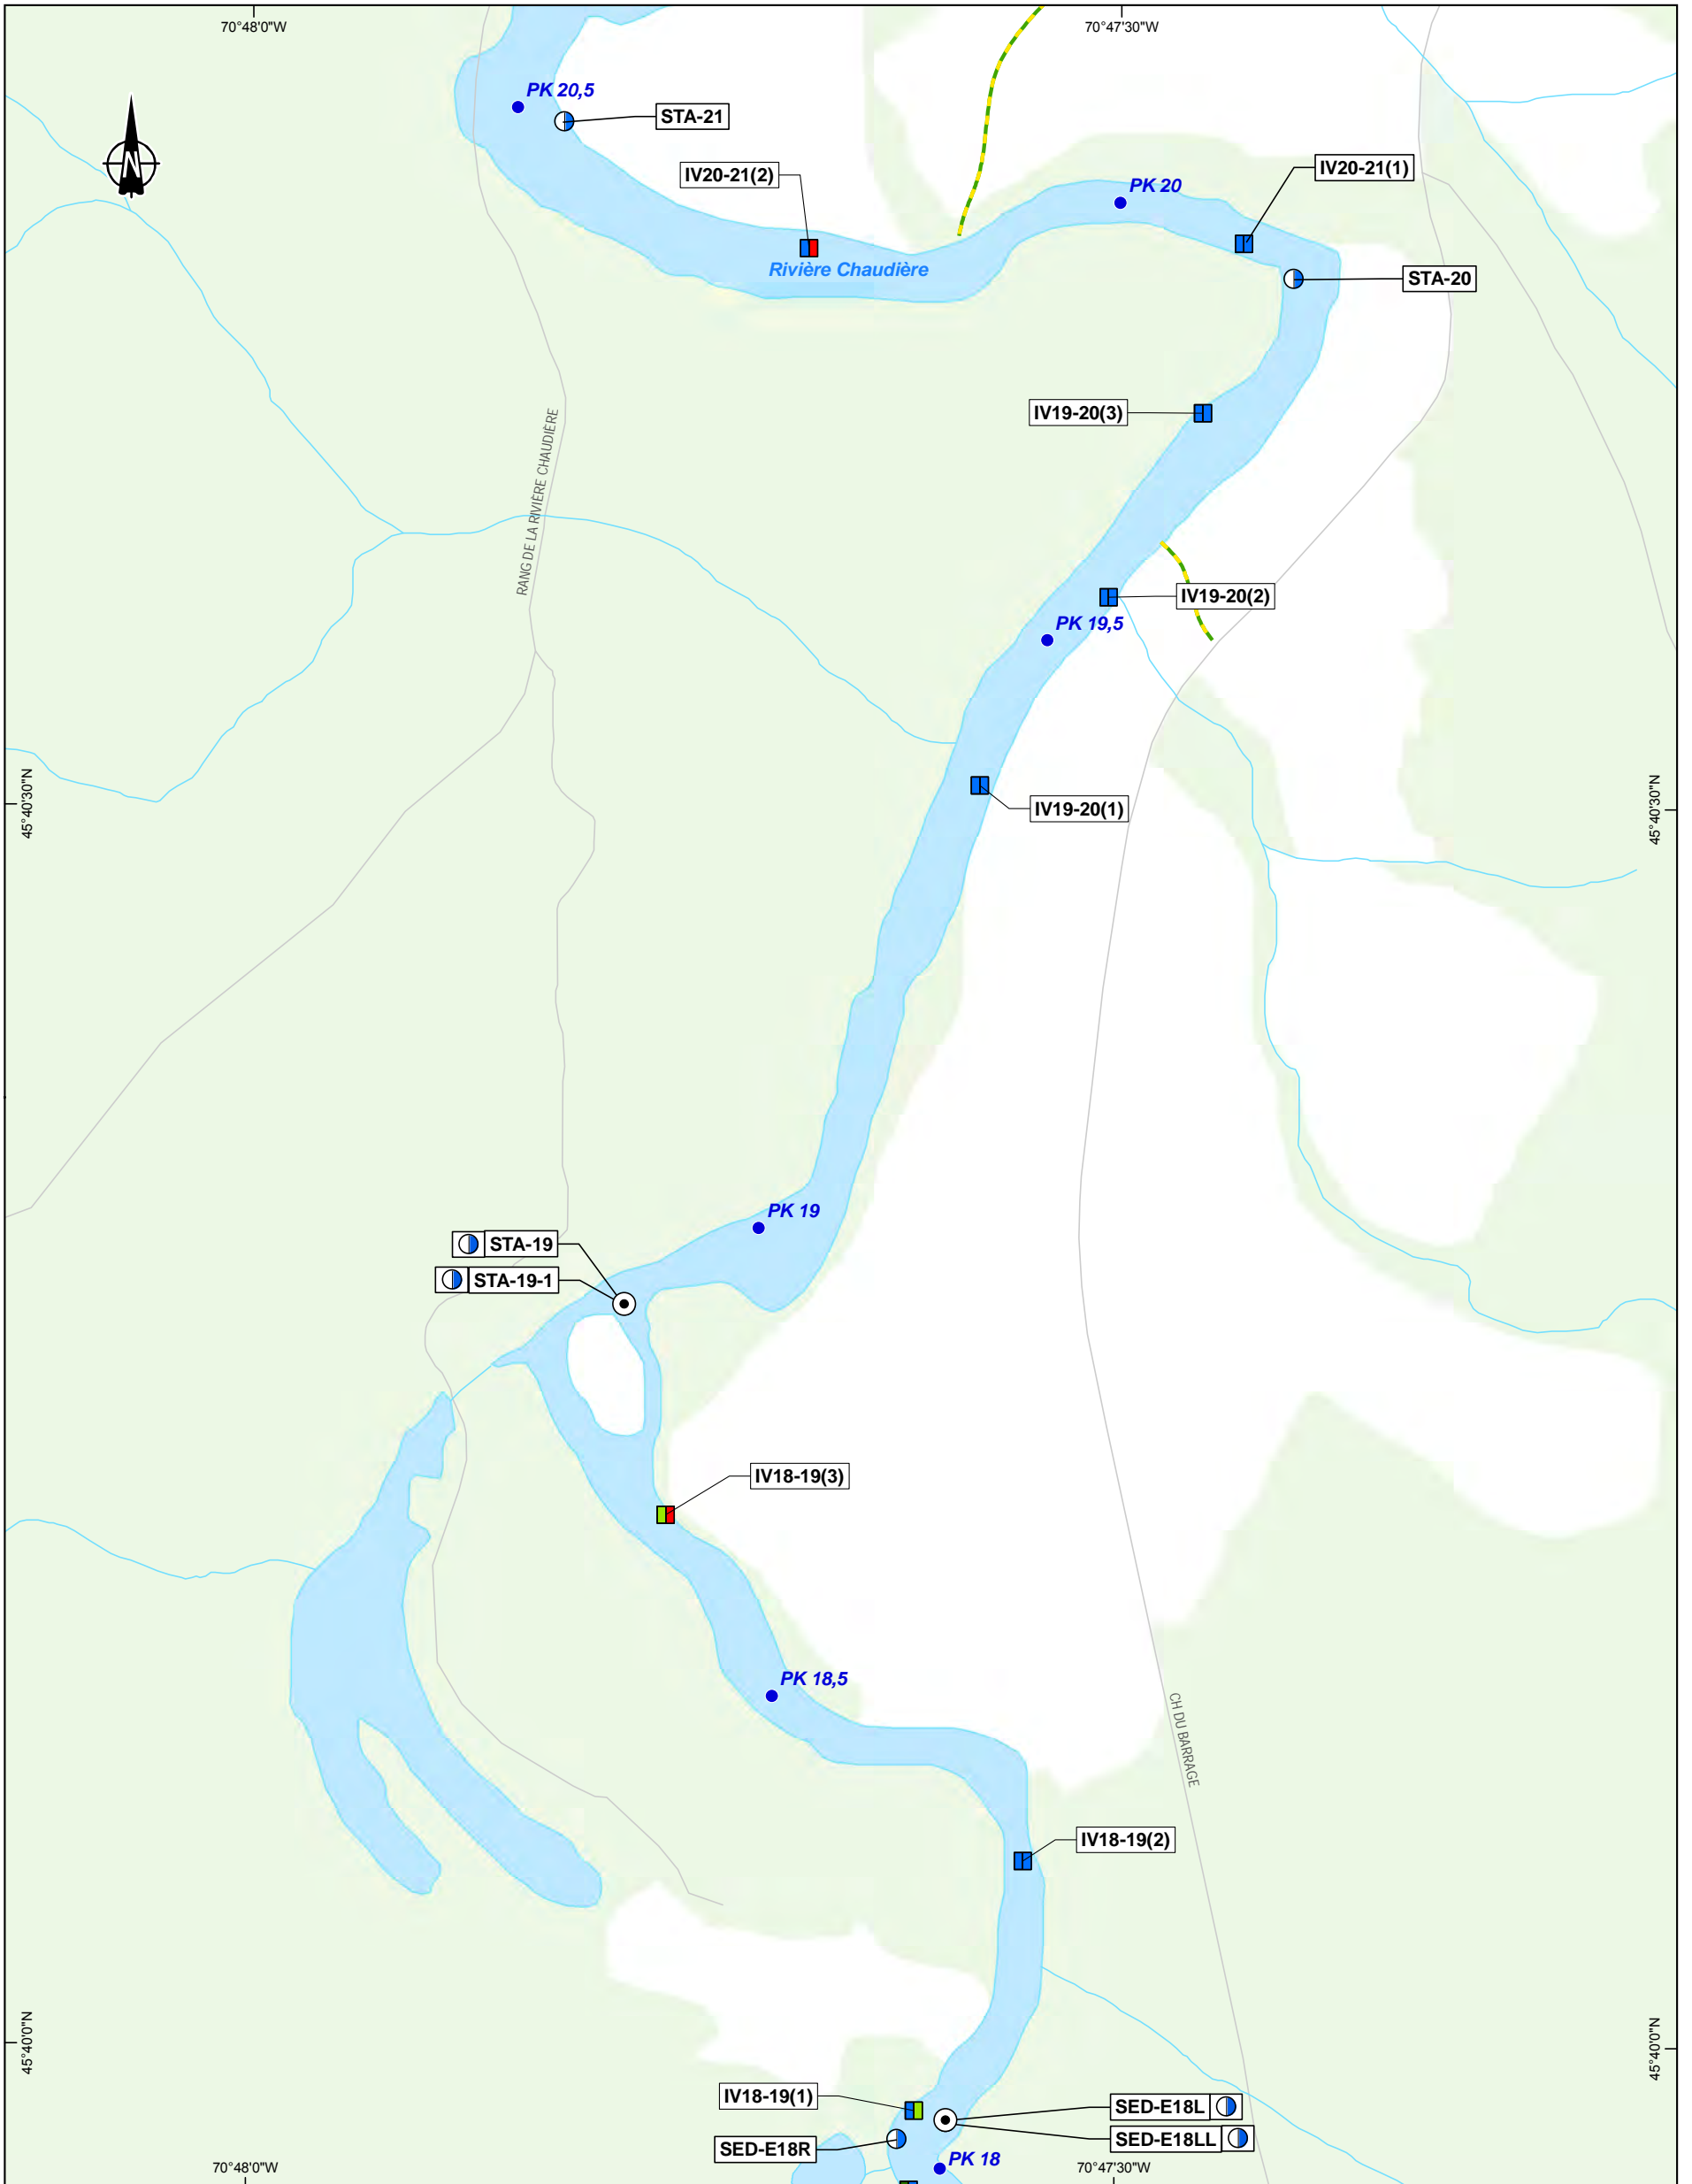 70°48'0"W
70°47'30"W
PK 20,5
STA-21
N
IV20-21(2)
IV20-21(1)
PK 20
Rivière Chaudière
STA-20
IV19-20(3)
RANG DE LA RIVIÈRE CHAUDIÈRE
IV19-20(2)
PK 19,5
45°40'30"N
45°40'30"N
IV19-20(1)
PK 19
STA-19
STA-19-1
IV18-19(3)
PK 18,5
CH DU BARRAGE
IV18-19(2)
45°40'0"N
45°40'0"N
IV18-19(1)
SED-E18L
SED-E18LL
SED-E18R
PK 18
70°48'0"W
70°47'30"W